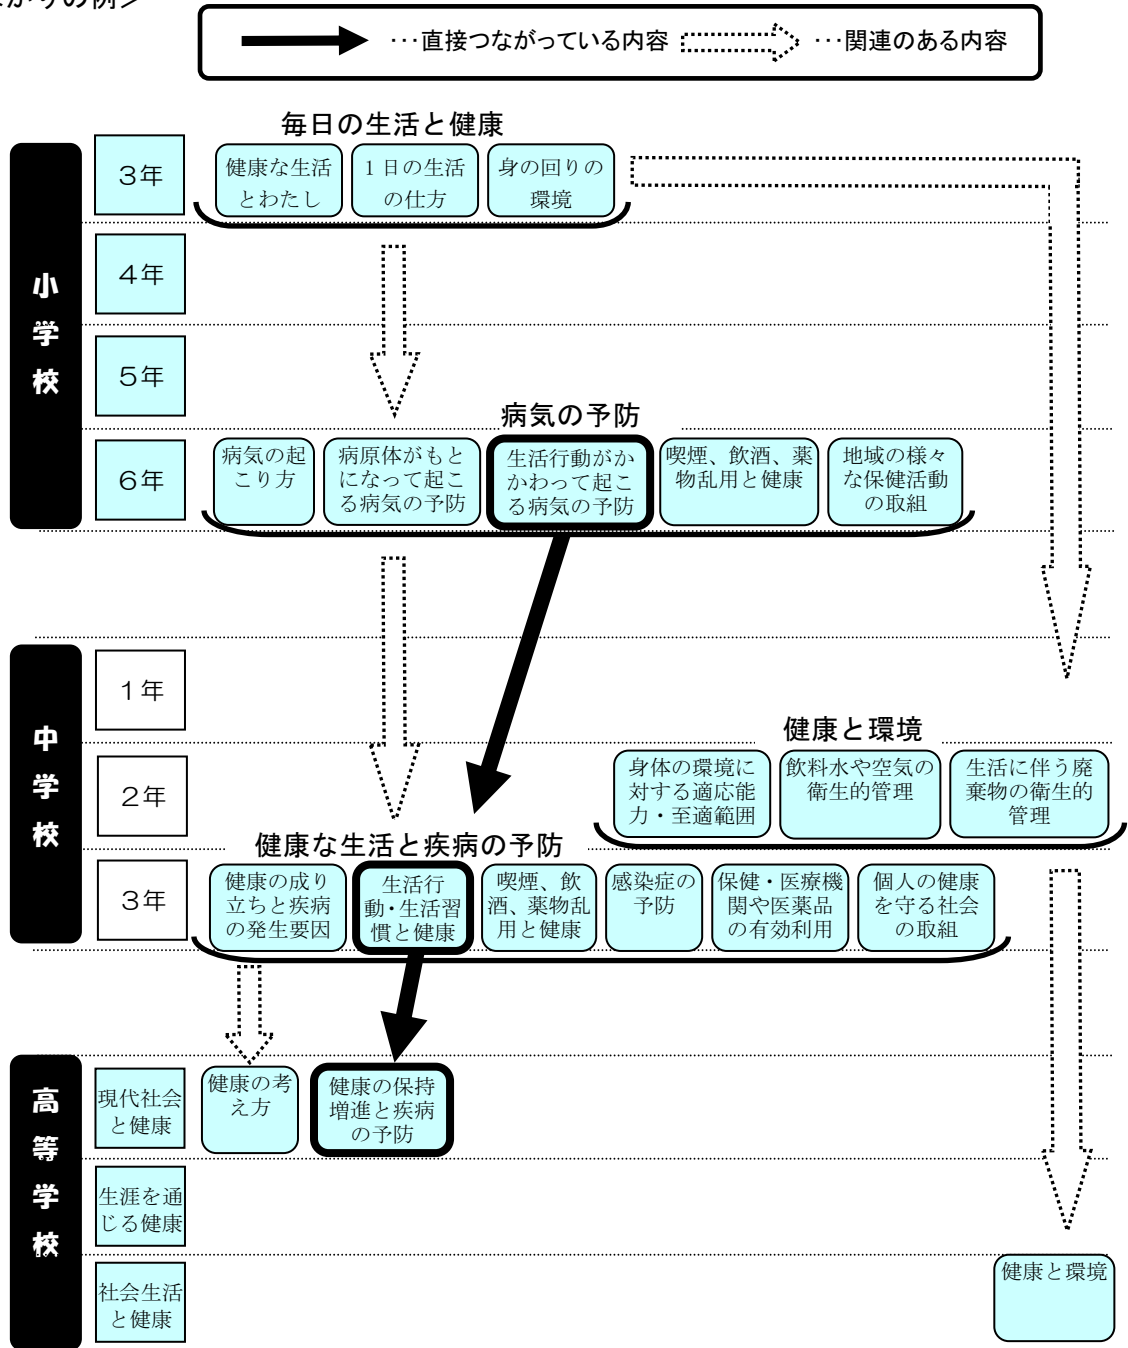 かりの例＞
…直接つながっている内容
…関連のある内容
小学校
3年
毎日の生活と健康
健康な生活
とわたし
1日の生活
の仕方
身の回りの
環境
4年
5年
6年
病気の予防
病気の起
こり方
病原体がもと
になって起こ
る病気の予防
生活行動がか
かわって起こ
る病気の予防
喫煙、飲酒、薬
物乱用と健康
地域の様々
な保健活動
の取組
中学校
1年
2年
健康と環境
身体の環境に
対する適応能
力・至適範囲
飲料水や空気の
衛生的管理
生活に伴う廃
棄物の衛生的
管理
3年
健康な生活と疾病の予防
健康の成り
立ちと疾病
の発生要因
生活行
動・生活習
慣と健康
喫煙、飲
酒、薬物乱
用と健康
感染症の
予防
保健・医療機
関や医薬品
の有効利用
個人の健康
を守る社会
の取組
高等学校
現代社会
と健康
健康の考
え方
健康の保持
増進と疾病
の予防
生涯を通
じる健康
社会生活
と健康
健康と環境